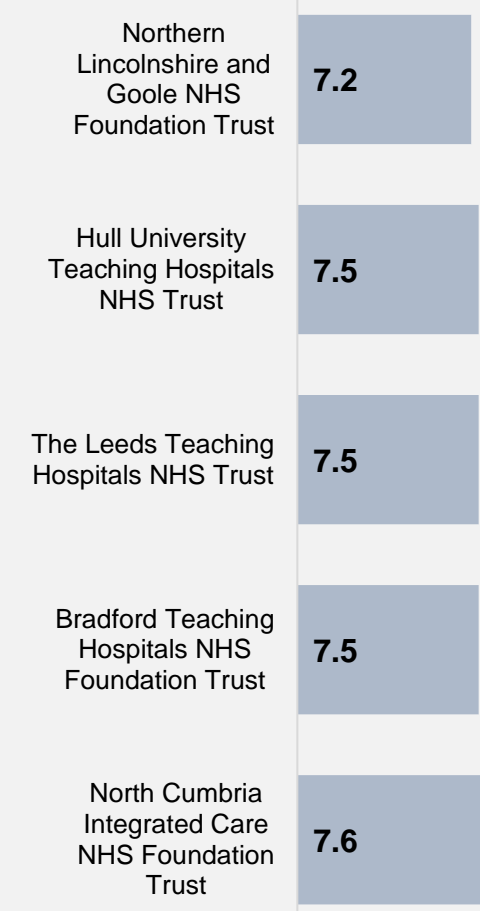 Northern
Lincolnshire and
Goole NHS
Foundation Trust
7.2
Hull University
Teaching Hospitals
NHS Trust
7.5
The Leeds Teaching
Hospitals NHS Trust
7.5
Bradford Teaching
Hospitals NHS
Foundation Trust
7.5
North Cumbria
Integrated Care
NHS Foundation
Trust
7.6